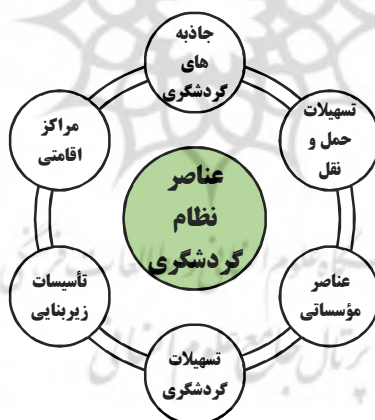 جاذبه
های
گردشگری
تسهیلات
حمل و
نقل
عناصر
مؤسساتی
تسهیلات
گردشگری
تأسیسات
زیربنایی
مراکز
اقامتی
عناصر
نظام
گردشگری